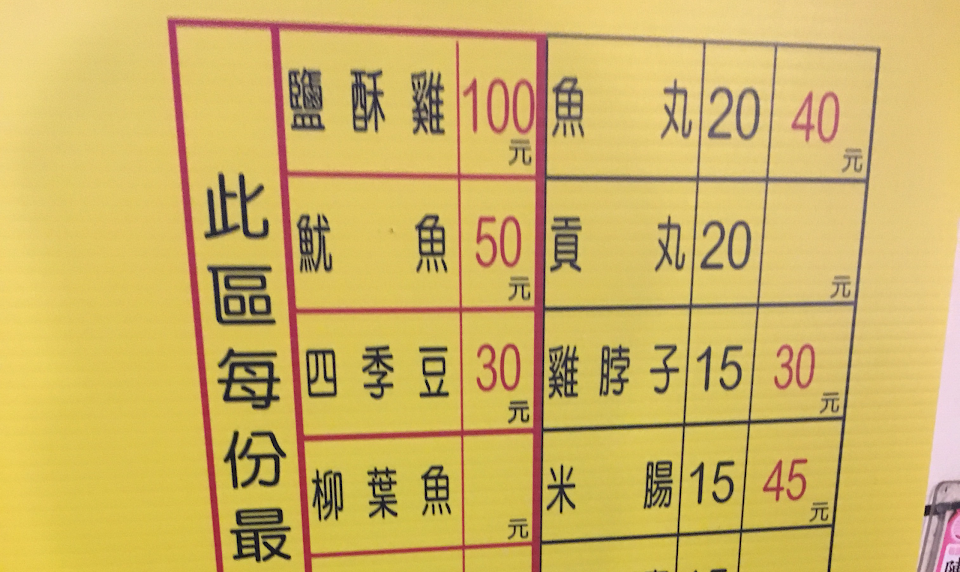 此區每份最
鹽酥雞 100元
魷魚 50元
四季豆 30元
柳葉魚 元
魚丸 20 40元
貢丸 20 元
雞脖子 15 30元
米腸 15 45元